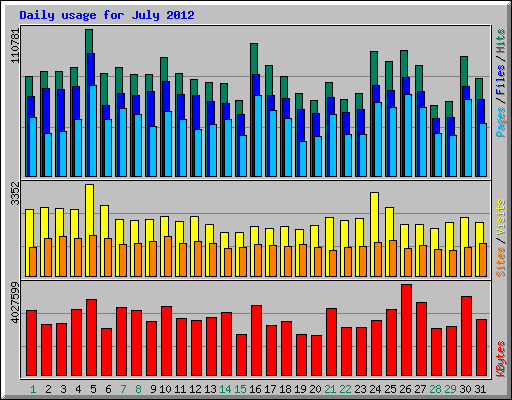 Daily usage for July 2012
110781
Pages / Files / Hits
3352
Sites / Visits
4027599
KBytes
1 2 3 4 5 6 7 8 9 10 11 12 13 14 15 16 17 18 19 20 21 22 23 24 25 26 27 28 29 30 31